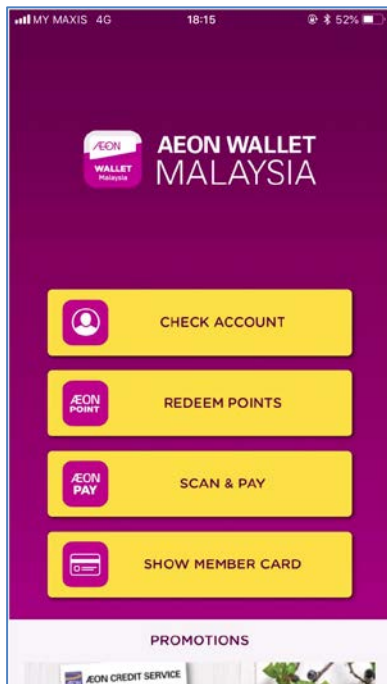 MY MAXIS 4G 18:15 52%
ÆON
WALLET
Malaysia
AEON WALLET
MALAYSIA
CHECK ACCOUNT
ÆON
POINT
REDEEM POINTS
ÆON
PAY
SCAN & PAY
SHOW MEMBER CARD
PROMOTIONS
ÆON CREDIT SERVICE